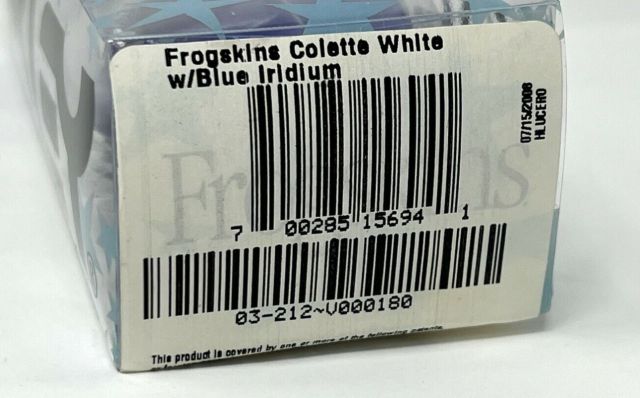 Frogskins Colette White
w/Blue Iridium
07/15/2008
HLUCERO
Frogskins
7 00285 15694 1
03-212~V000180
This product is covered by one or more of the following patents.